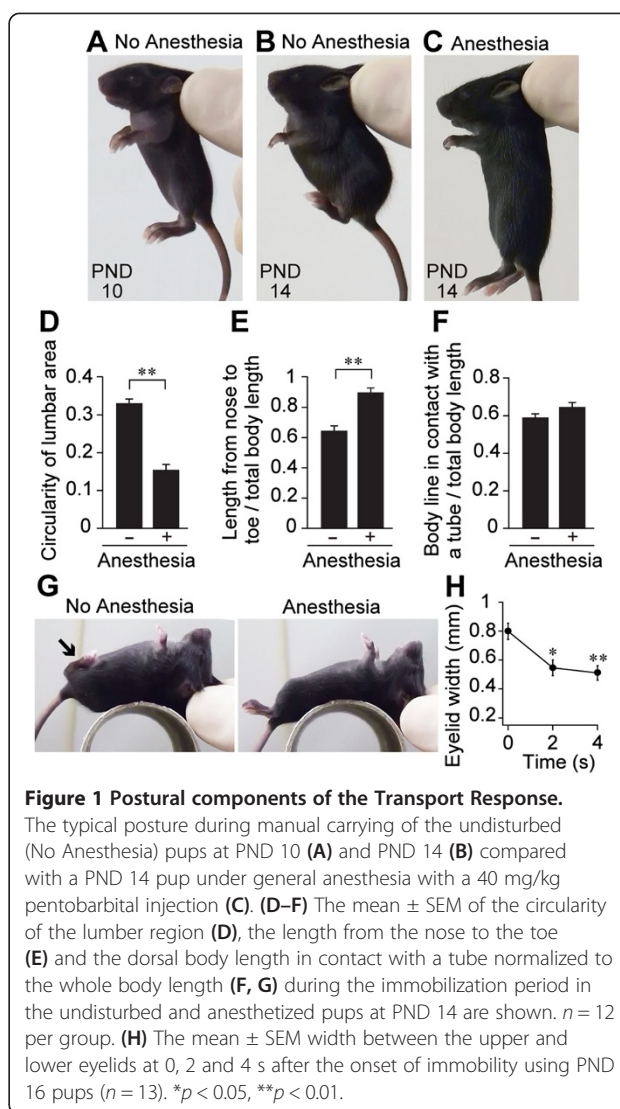 A No Anesthesia
B No Anesthesia
C Anesthesia
PND
10
PND
14
PND
14
D
Circularity of lumbar area
0.4
0.3
0.2
0.1
0
**
– +
Anesthesia
E
Length from nose to
toe / total body length
1
0.8
0.6
0.4
0.2
0
**
– +
Anesthesia
F
Body line in contact with
a tube / total body length
0.8
0.6
0.4
0.2
0
– +
Anesthesia
G
No Anesthesia
Anesthesia
H
Eyelid width (mm)
1
0.8
0.6
0.4
0.2
*
**
0 2 4
Time (s)
Figure 1 Postural components of the Transport Response.
The typical posture during manual carrying of the undisturbed
(No Anesthesia) pups at PND 10 (A) and PND 14 (B) compared
with a PND 14 pup under general anesthesia with a 40 mg/kg
pentobarbital injection (C). (D–F) The mean ± SEM of the circularity
of the lumber region (D), the length from the nose to the toe
(E) and the dorsal body length in contact with a tube normalized to
the whole body length (F, G) during the immobilization period in
the undisturbed and anesthetized pups at PND 14 are shown. n = 12
per group. (H) The mean ± SEM width between the upper and
lower eyelids at 0, 2 and 4 s after the onset of immobility using PND
16 pups (n = 13). *p < 0.05, **p < 0.01.